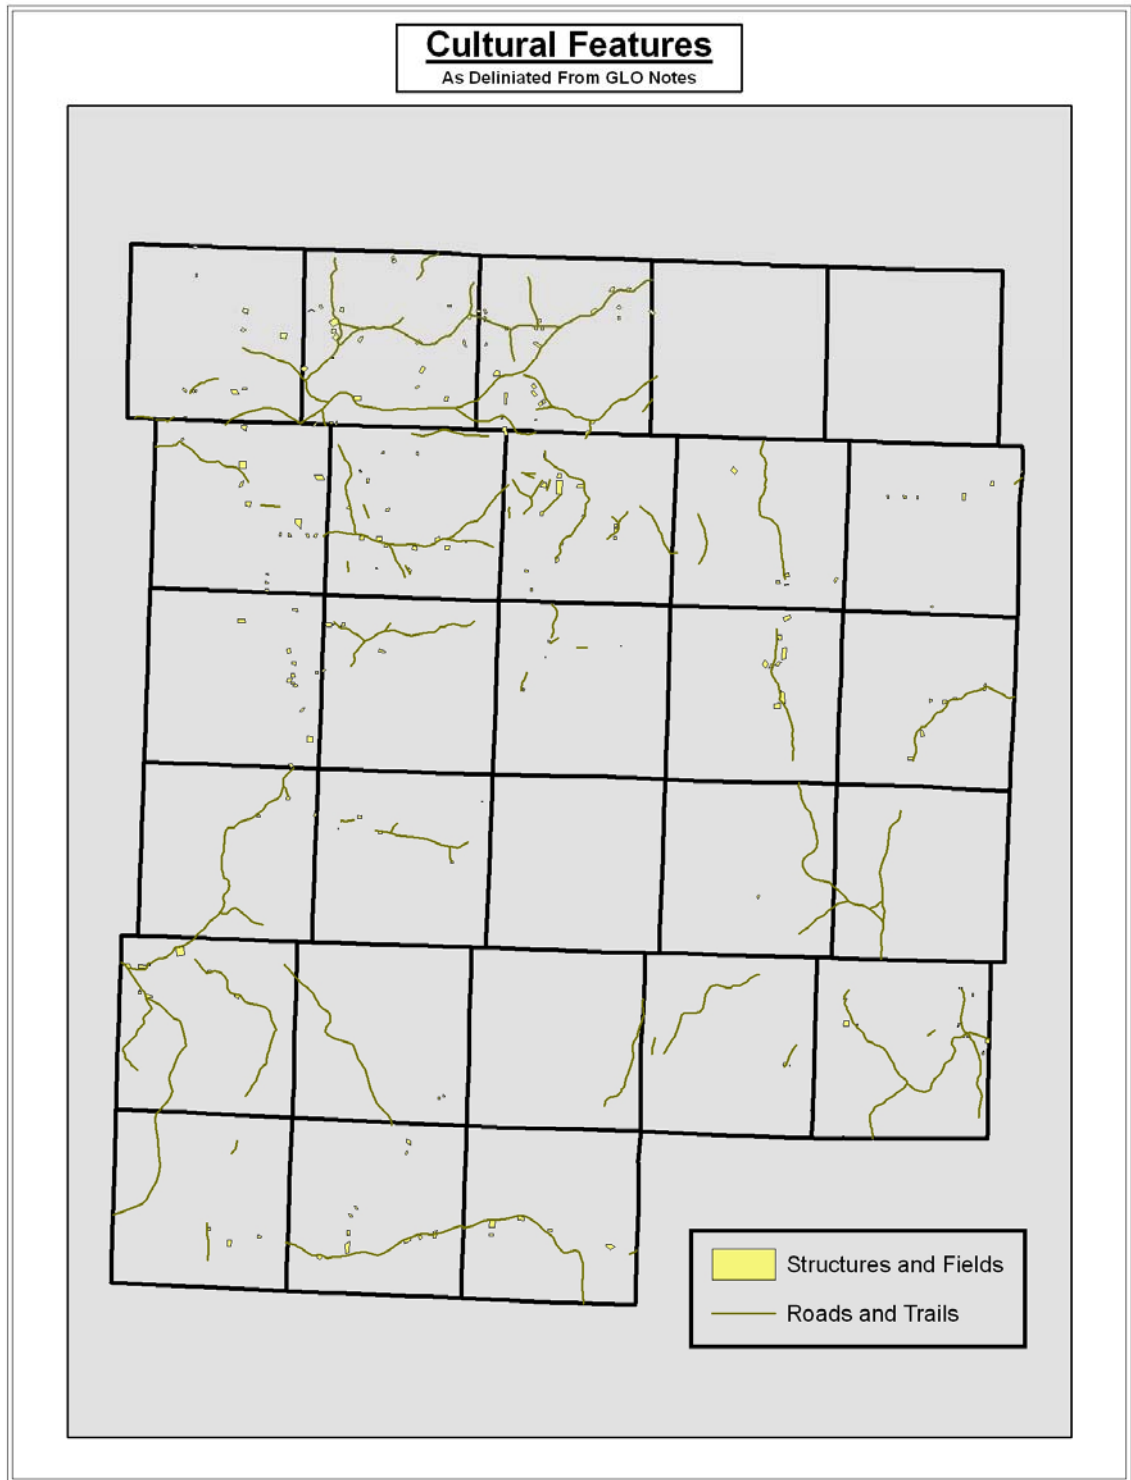 Cultural Features
As Deliniated From GLO Notes
Structures and Fields
Roads and Trails